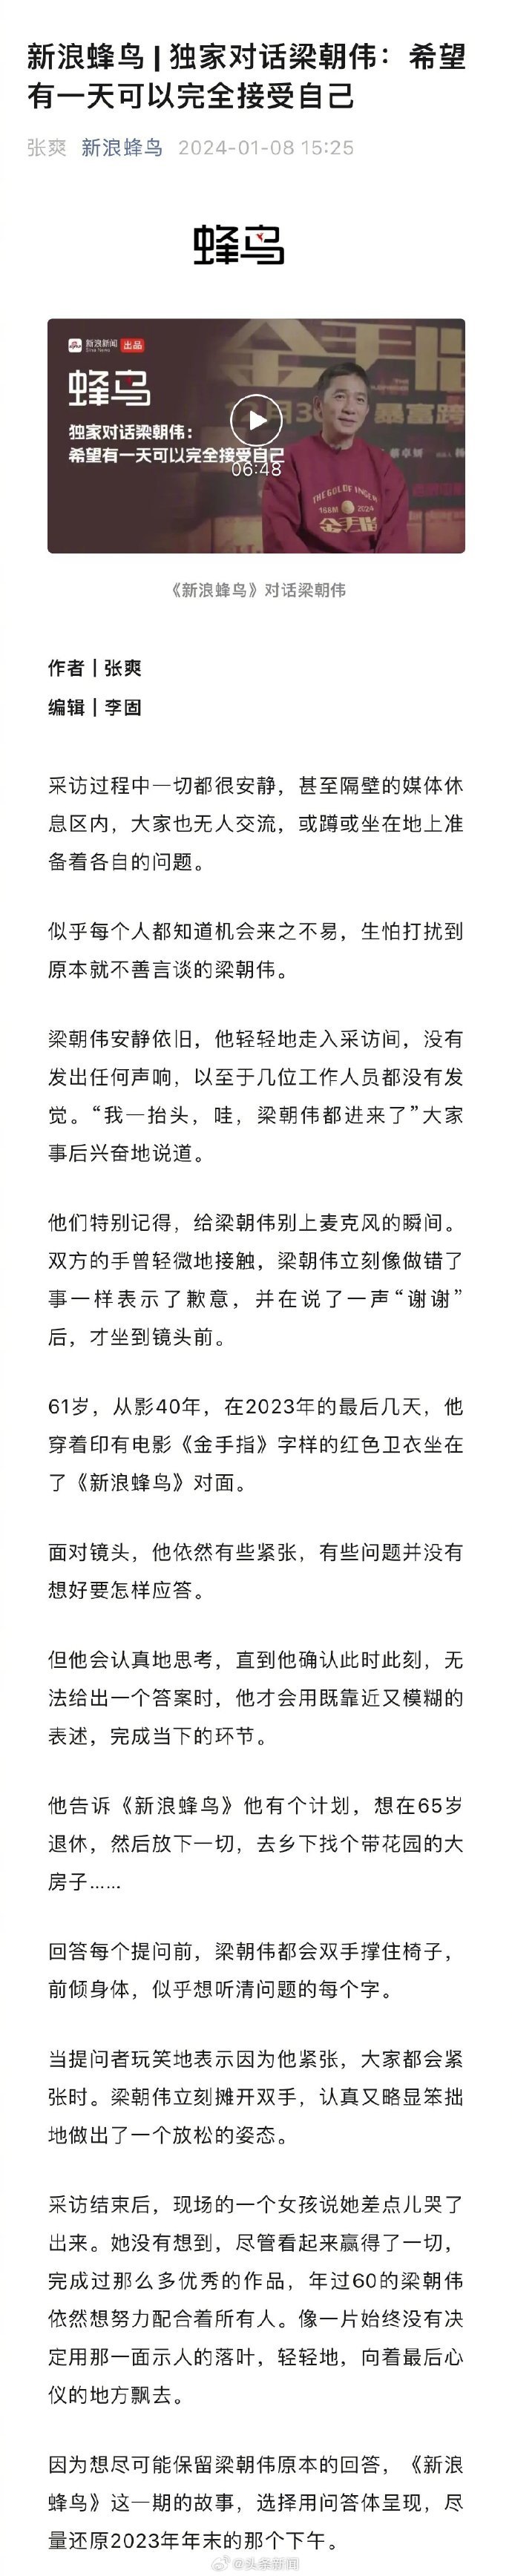 新浪蜂鸟 | 独家对话梁朝伟：希望
有一天可以完全接受自己
张爽 新浪蜂鸟 2024-01-08 15:25
蜂鸟
新浪新闻 出品
Sina News
蜂鸟
独家对话梁朝伟：
希望有一天可以完全接受自己
06:48
金手指
月30
暴富跨
蔡卓妍
THE GOLDFINGER
168M 2024
金手指
《新浪蜂鸟》对话梁朝伟
作者 | 张爽
编辑 | 李固
采访过程中一切都很安静，甚至隔壁的媒体休
息区内，大家也无人交流，或蹲或坐在地上准
备着各自的问题。
似乎每个人都知道机会来之不易，生怕打扰到
原本就不善言谈的梁朝伟。
梁朝伟安静依旧，他轻轻地走入采访间，没有
发出任何声响，以至于几位工作人员都没有发
觉。“我一抬头，哇，梁朝伟都进来了”大家
事后兴奋地说道。
他们特别记得，给梁朝伟别上麦克风的瞬间。
双方的手曾轻微地接触，梁朝伟立刻像做错了
事一样表示了歉意，并在说了一声“谢谢”
后，才坐到镜头前。
61岁，从影40年，在2023年的最后几天，他
穿着印有电影《金手指》字样的红色卫衣坐在
了《新浪蜂鸟》对面。
面对镜头，他依然有些紧张，有些问题并没有
想好要怎样应答。
但他会认真地思考，直到他确认此时此刻，无
法给出一个答案时，他才会用既靠近又模糊的
表述，完成当下的环节。
他告诉《新浪蜂鸟》他有个计划，想在65岁
退休，然后放下一切，去乡下找个带花园的大
房子……
回答每个提问前，梁朝伟都会双手撑住椅子，
前倾身体，似乎想听清问题的每个字。
当提问者玩笑地表示因为他紧张，大家都会紧
张时。梁朝伟立刻摊开双手，认真又略显笨拙
地做出了一个放松的姿态。
采访结束后，现场的一个女孩说她差点儿哭了
出来。她没有想到，尽管看起来赢得了一切，
完成过那么多优秀的作品，年过60的梁朝伟
依然想努力配合着所有人。像一片始终没有决
定用那一面示人的落叶，轻轻地，向着最后心
仪的地方飘去。
因为想尽可能保留梁朝伟原本的回答，《新浪
蜂鸟》这一期的故事，选择用问答体呈现，尽
量还原2023年年末的那个下午。
@头条新闻